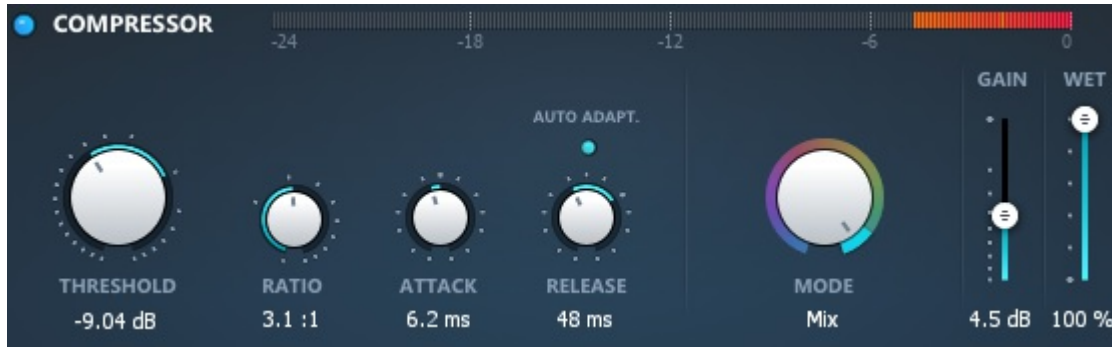 COMPRESSOR
-24 -18 -12 -6 0
GAIN WET
AUTO ADAPT.
THRESHOLD RATIO ATTACK RELEASE MODE
-9.04 dB 3.1 :1 6.2 ms 48 ms Mix 4.5 dB 100 %